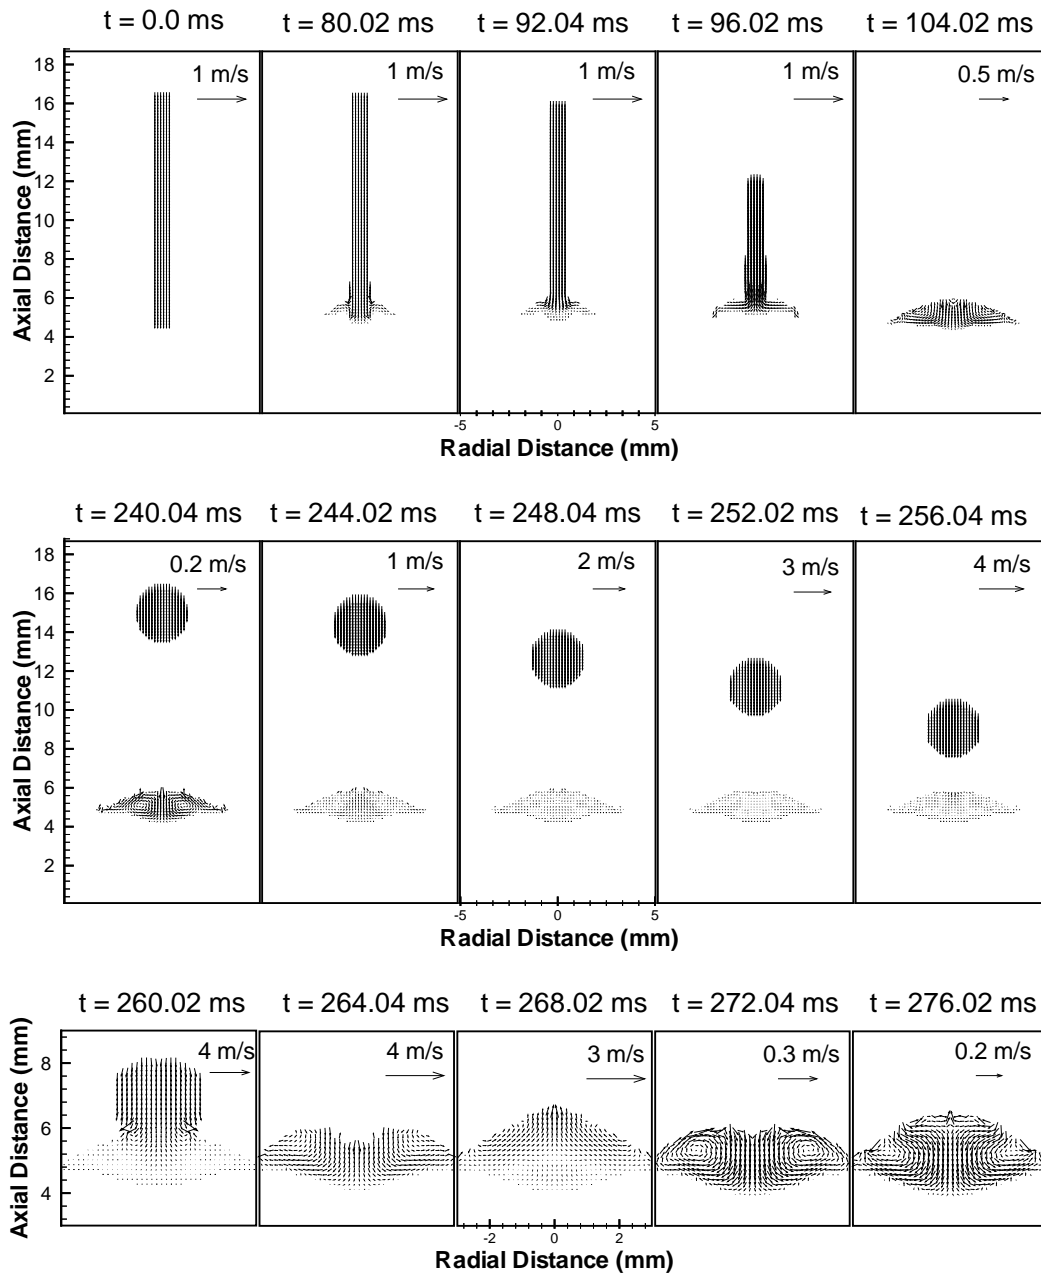 t = 0.0 ms t = 80.02 ms t = 92.04 ms t = 96.02 ms t = 104.02 ms
1 m/s 1 m/s 1 m/s 1 m/s 0.5 m/s
18
16
14
12
10
8
6
4
2
Axial Distance (mm)
-5 0 5
Radial Distance (mm)
t = 240.04 ms t = 244.02 ms t = 248.04 ms t = 252.02 ms t = 256.04 ms
0.2 m/s 1 m/s 2 m/s 3 m/s 4 m/s
18
16
14
12
10
8
6
4
2
Axial Distance (mm)
-5 0 5
Radial Distance (mm)
t = 260.02 ms t = 264.04 ms t = 268.02 ms t = 272.04 ms t = 276.02 ms
4 m/s 4 m/s 3 m/s 0.3 m/s 0.2 m/s
8
6
4
Axial Distance (mm)
-2 0 2
Radial Distance (mm)